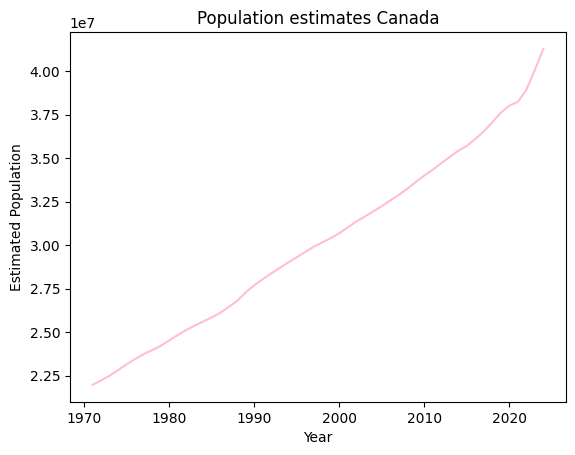 Population estimates Canada
1e7
4.00
3.75
3.50
3.25
3.00
2.75
2.50
2.25
Estimated Population
1970 1980 1990 2000 2010 2020
Year